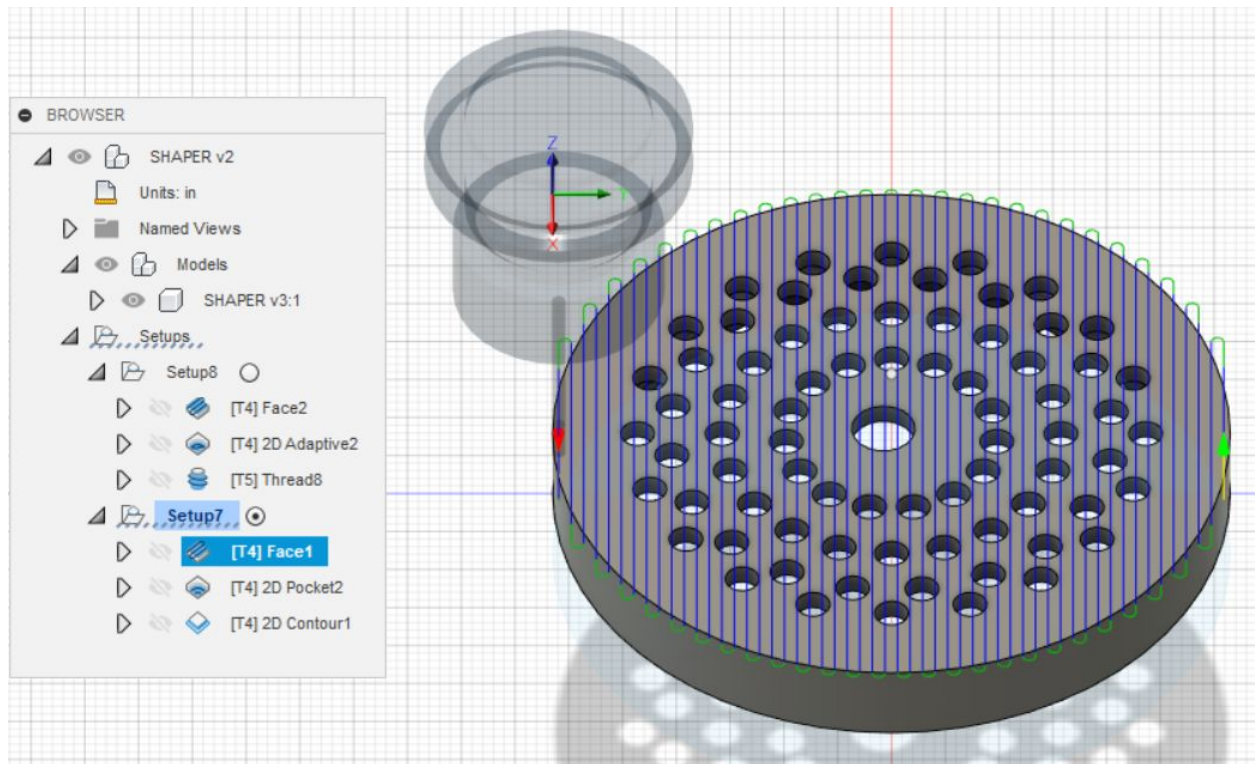 BROWSER
SHAPER v2
Units: in
Named Views
Models
SHAPER v3:1
Setups
Setup8
[T4] Face2
[T4] 2D Adaptive2
[T5] Thread8
Setup7
[T4] Face1
[T4] 2D Pocket2
[T4] 2D Contour1
Z
Y
X